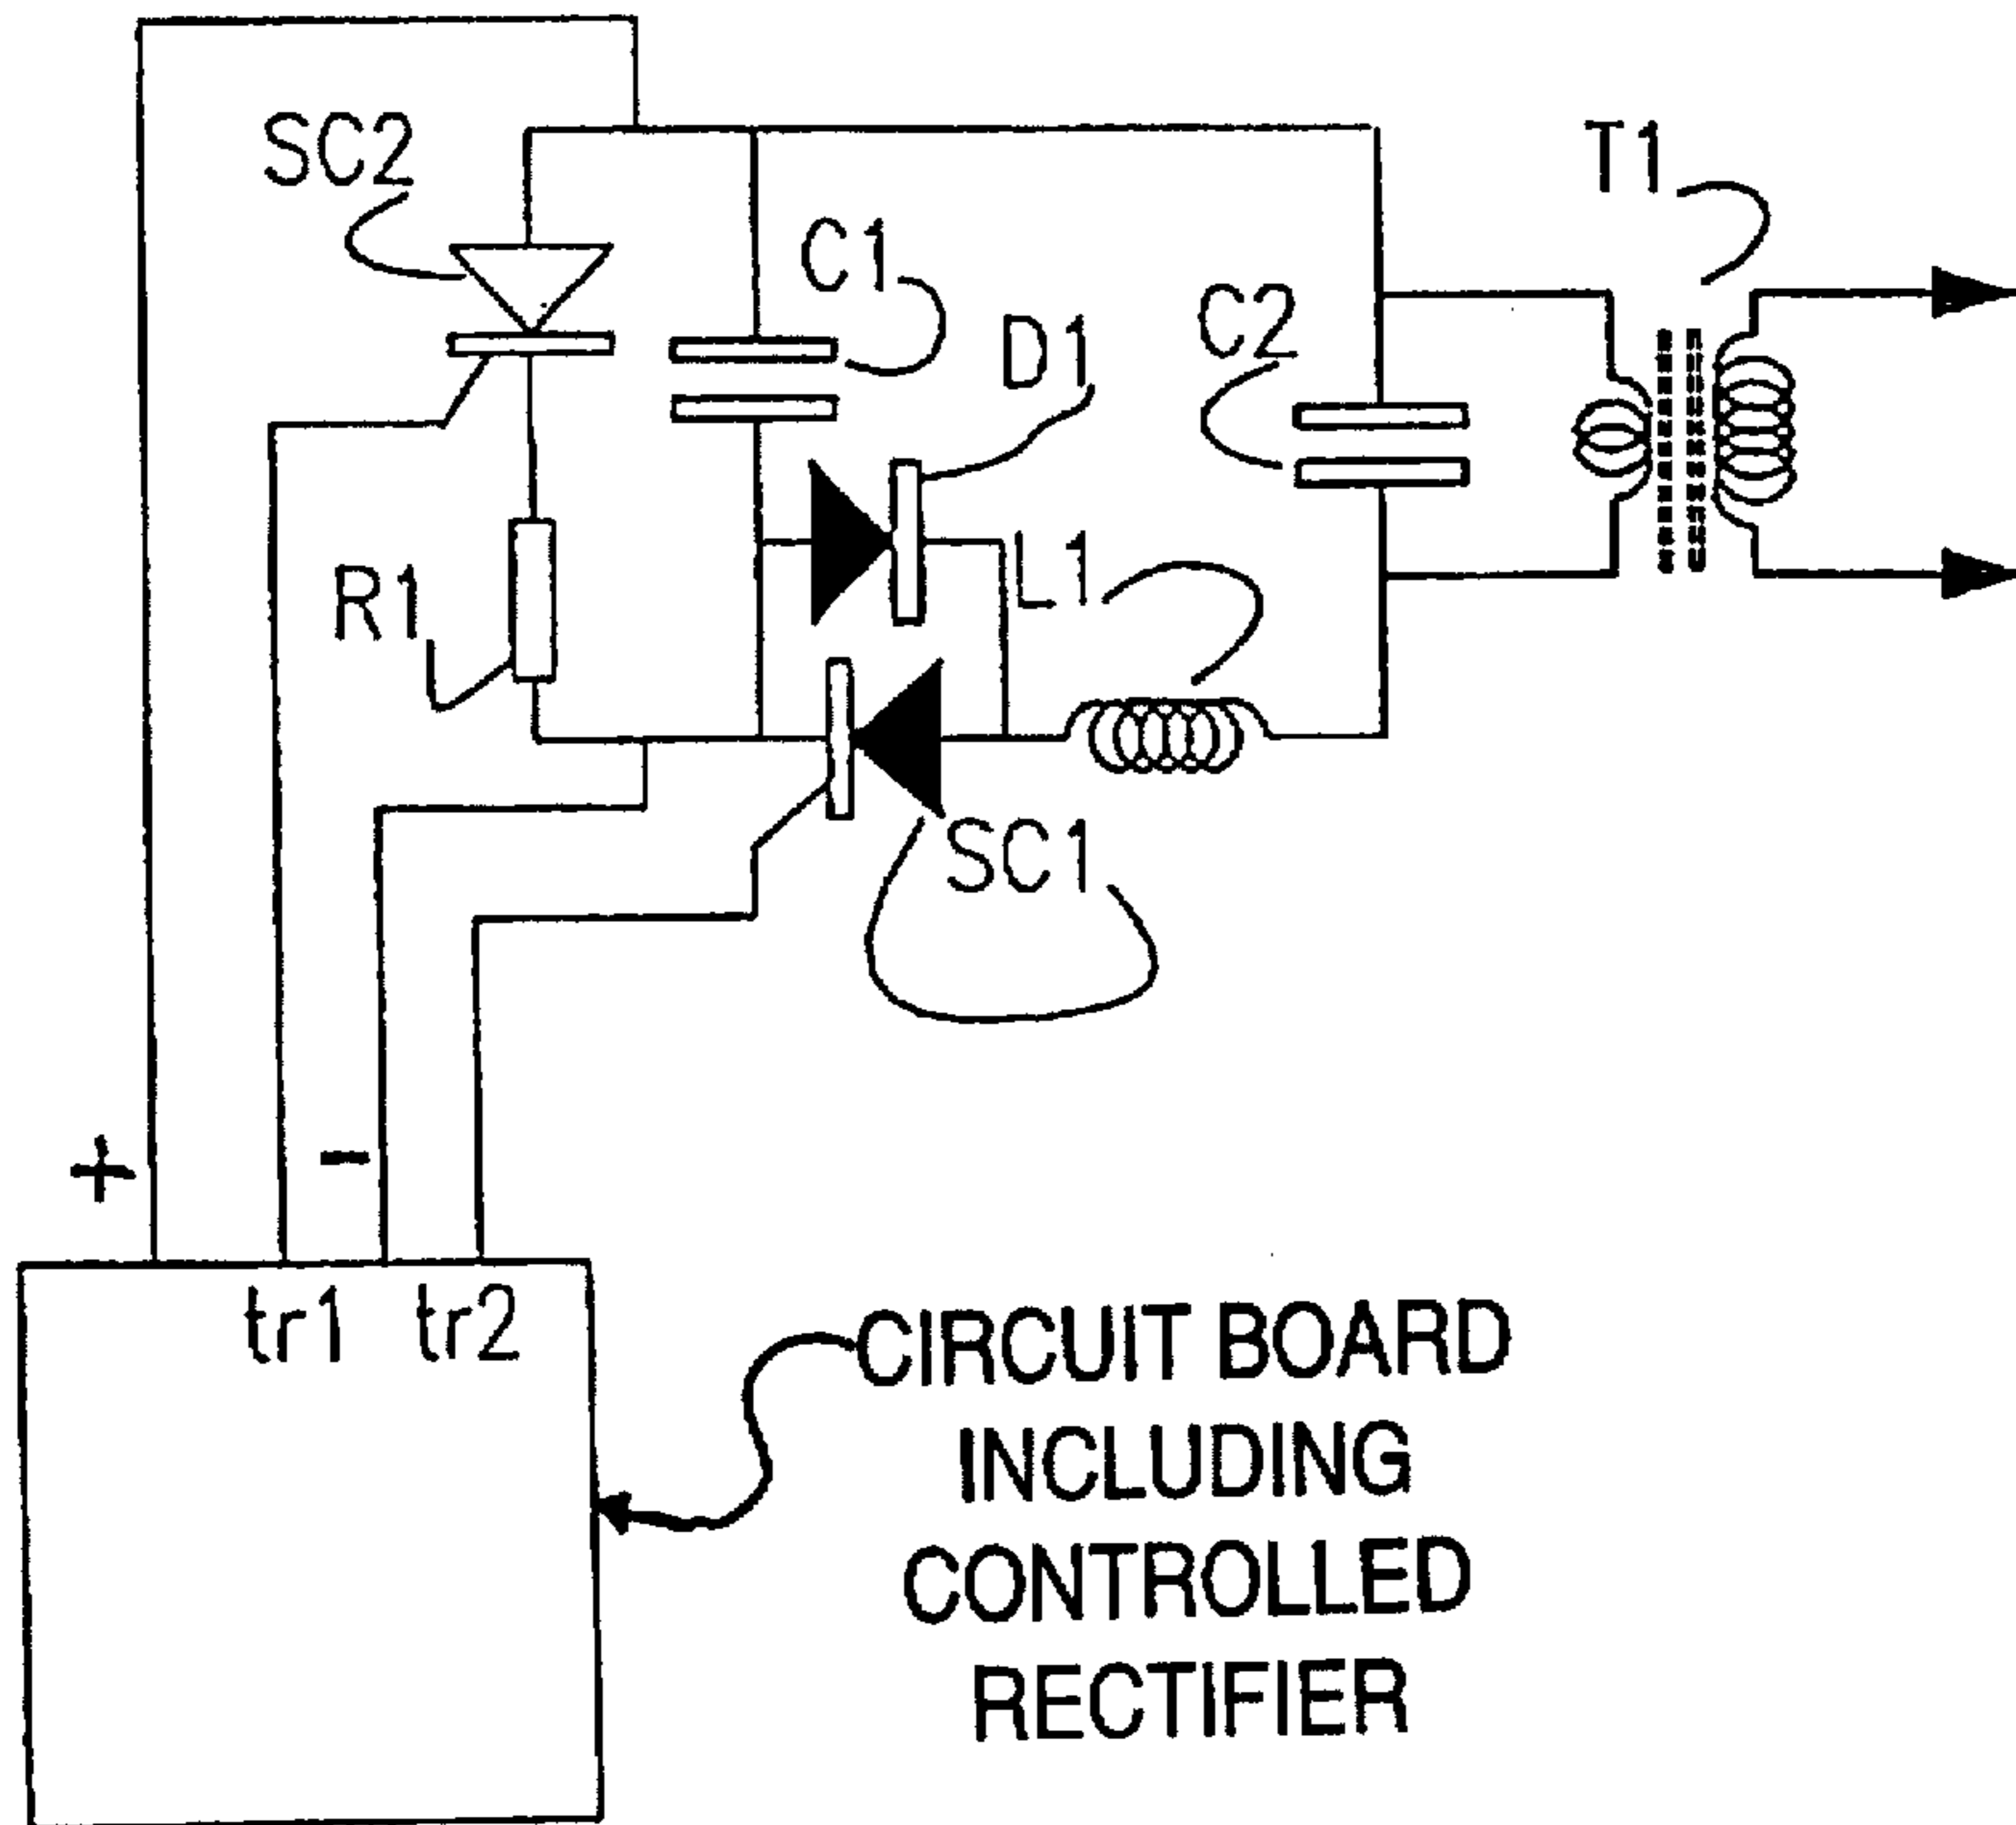 SC2
T1
C1
C2
D1
L1
R1
SC1
+
-
tr1 tr2
CIRCUIT BOARD
INCLUDING
CONTROLLED
RECTIFIER